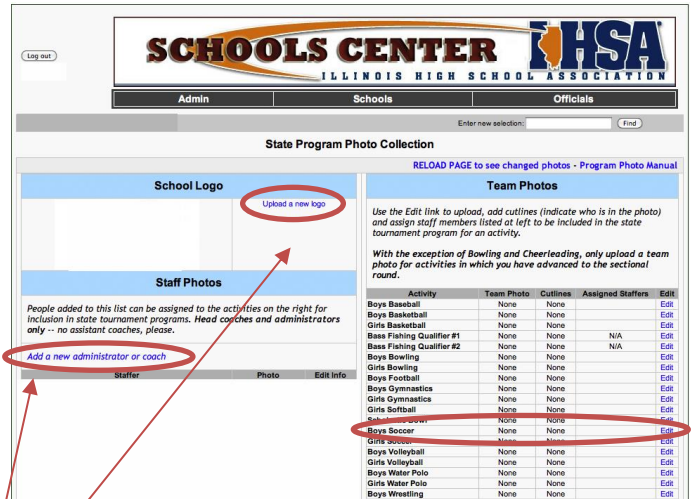 Log out
SCHOOLS CENTER
IHSA
ILLINOIS HIGH SCHOOL ASSOCIATION
Admin Schools Officials
Enter new selection: Find
State Program Photo Collection
RELOAD PAGE to see changed photos - Program Photo Manual
School Logo
Upload a new logo
Staff Photos
People added to this list can be assigned to the activities on the right for
inclusion in state tournament programs. Head coaches and administrators
only -- no assistant coaches, please.
Add a new administrator or coach
Staffer Photo Edit Info
Team Photos
Use the Edit link to upload, add cutlines (indicate who is in the photo)
and assign staff members listed at left to be included in the state
tournament program for an activity.
With the exception of Bowling and Cheerleading, only upload a team
photo for activities in which you have advanced to the sectional
round.
Activity Team Photo Cutlines Assigned Staffers Edit
Boys Baseball None None Edit
Boys Basketball None None Edit
Girls Basketball None None Edit
Bass Fishing Qualifier #1 None None N/A Edit
Bass Fishing Qualifier #2 None None N/A Edit
Boys Bowling None None Edit
Girls Bowling None None Edit
Boys Football None None Edit
Boys Gymnastics None None Edit
Girls Gymnastics None None Edit
Girls Softball None None Edit
Scholastic Bowl None None Edit
Boys Soccer None None Edit
Girls Soccer None None Edit
Boys Volleyball None None Edit
Girls Volleyball None None Edit
Boys Water Polo None None Edit
Girls Water Polo None None Edit
Boys Wrestling None None Edit